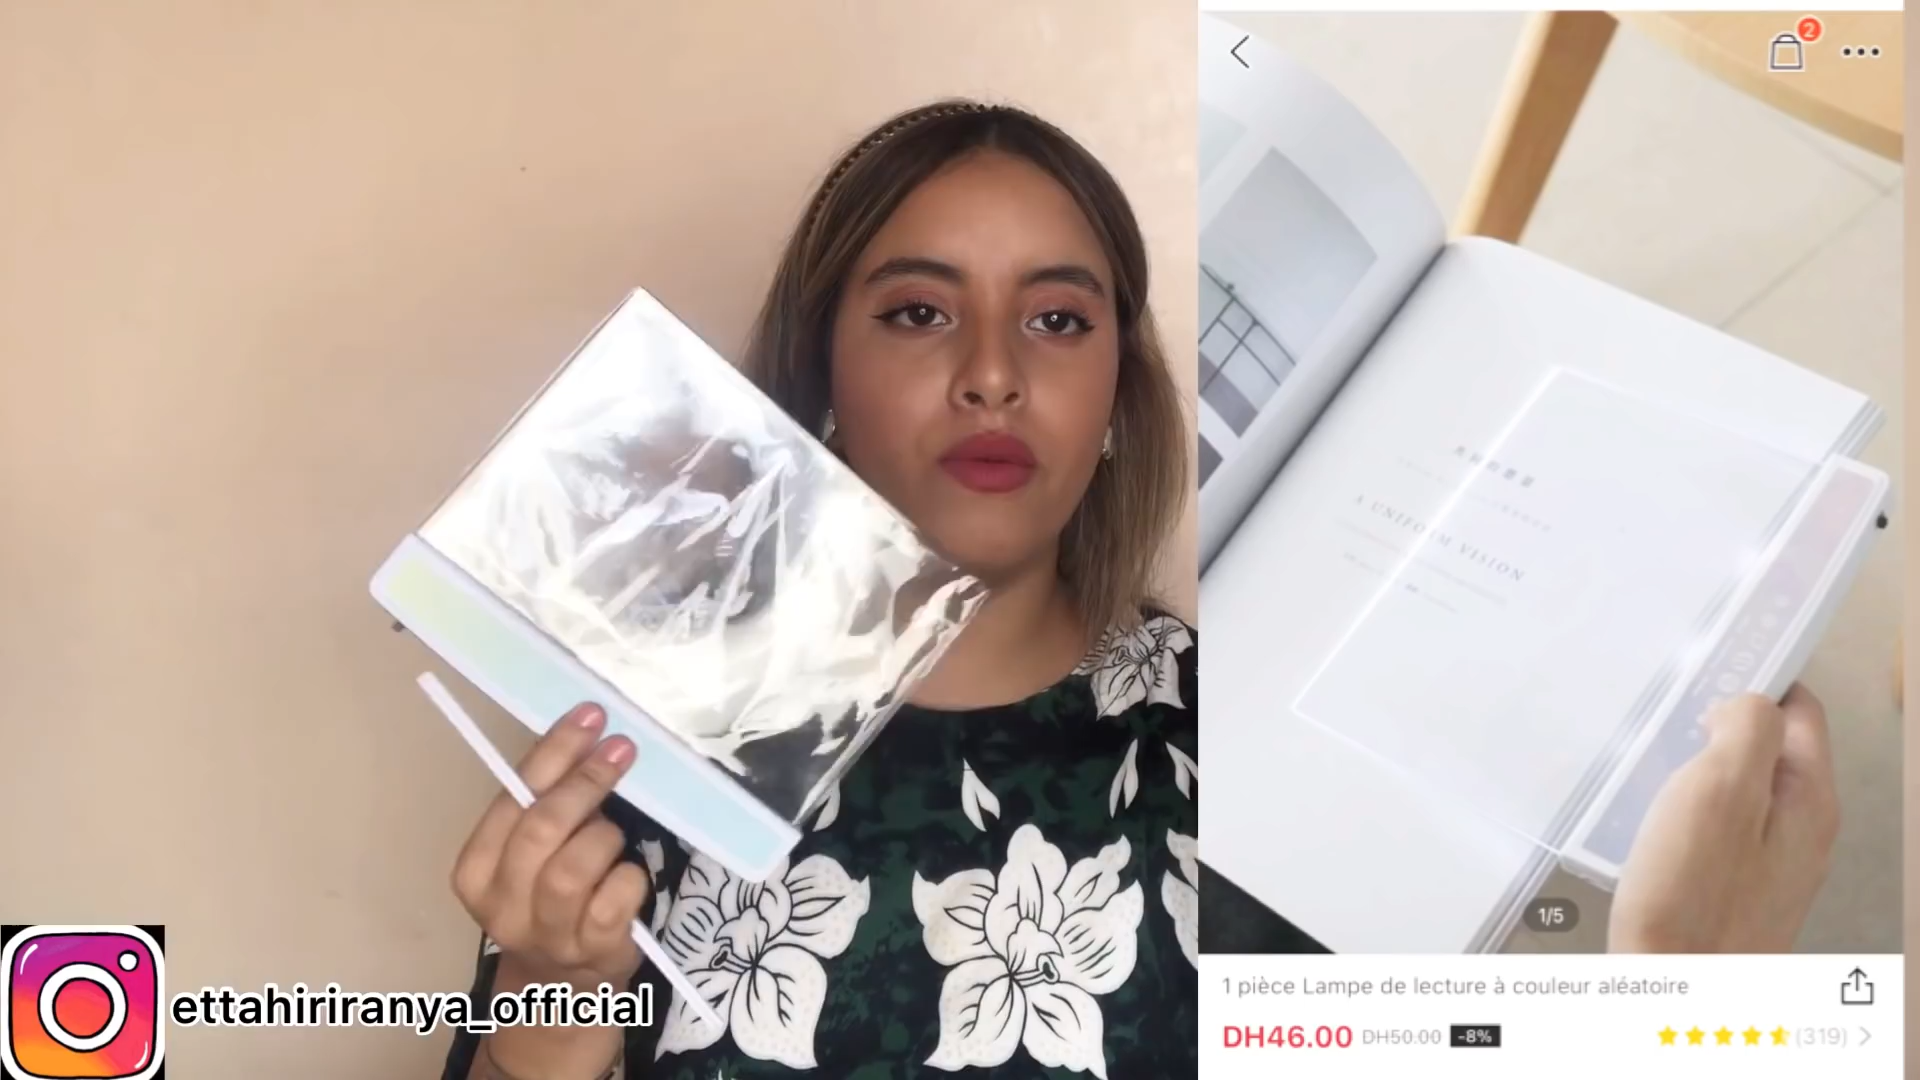 ettahiriranya_official
2
A UNIFORM VISION
1/5
1 pièce Lampe de lecture à couleur aléatoire
DH46.00 DH50.00 -8% (319)